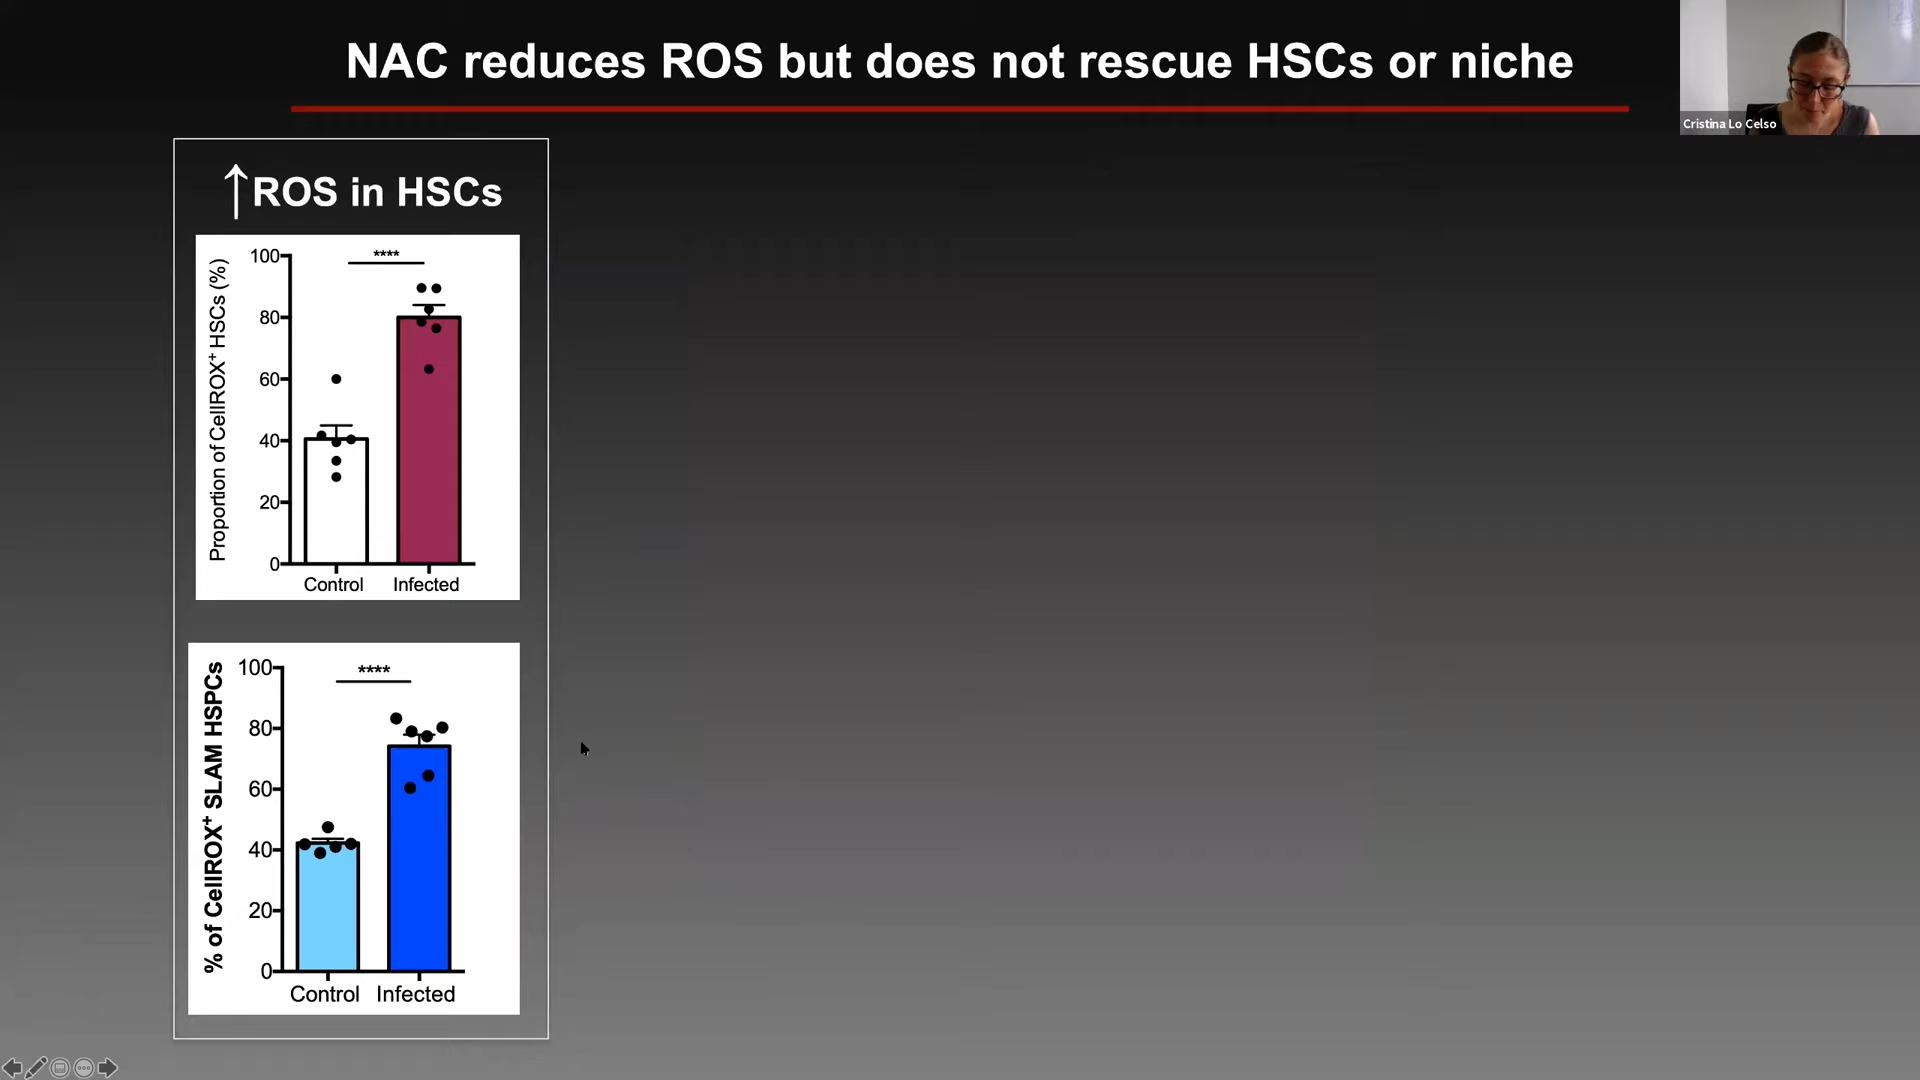 NAC reduces ROS but does not rescue HSCs or niche
Cristina Lo Celso
↑ROS in HSCs
Proportion of CellROX⁺ HSCs (%)
100
80
60
40
20
0
****
Control Infected
% of CellROX⁺ SLAM HSPCs
100
80
60
40
20
0
****
Control Infected